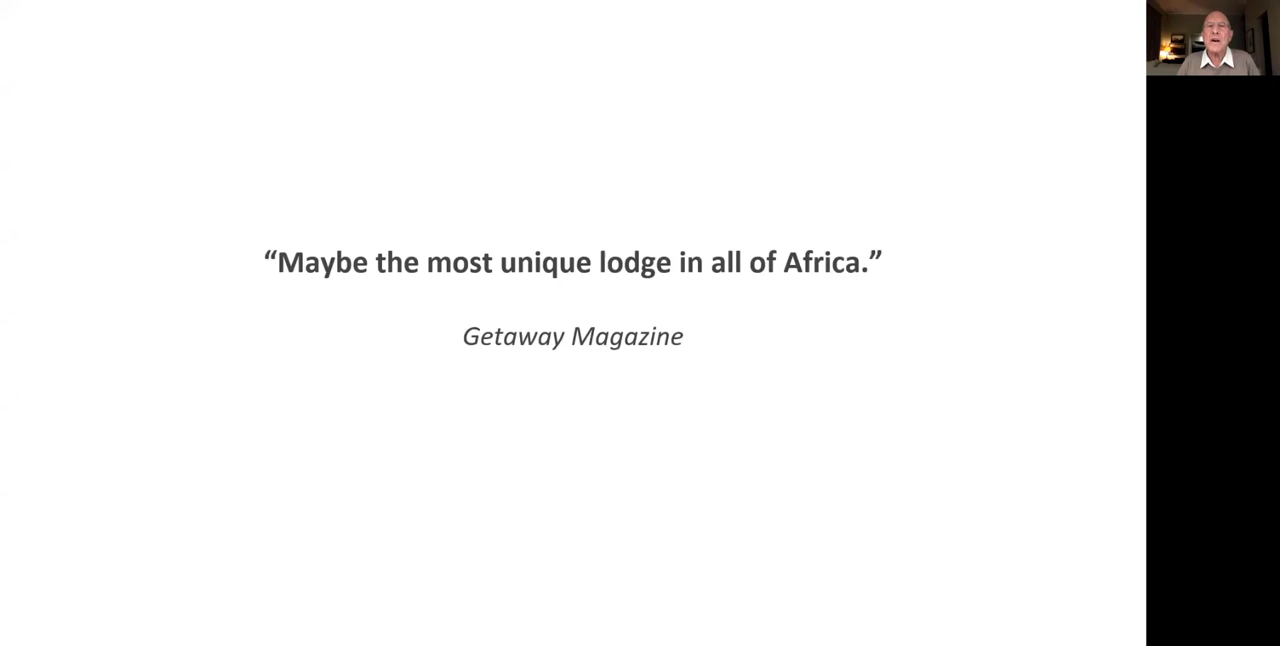 “Maybe the most unique lodge in all of Africa.”
Getaway Magazine